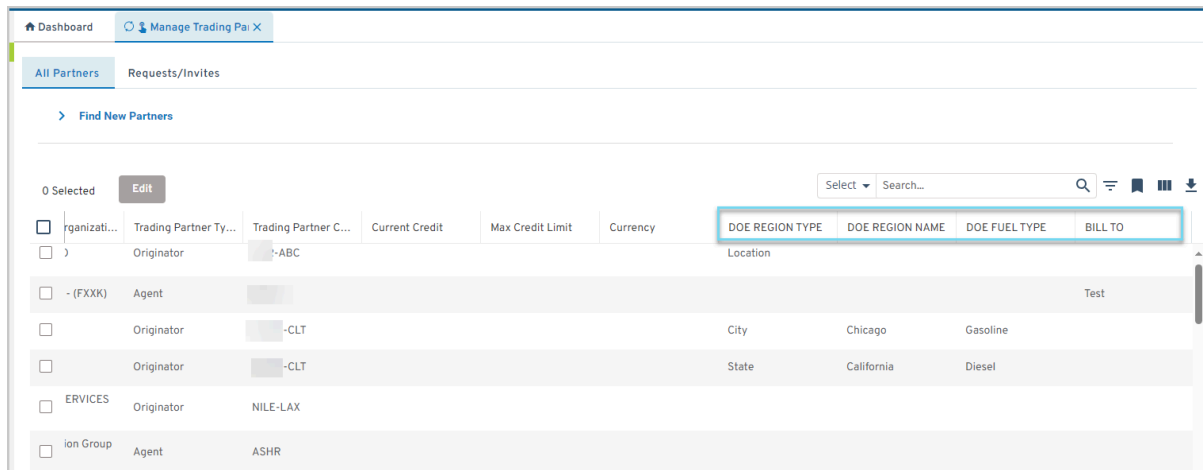 Dashboard Manage Trading Pa
All Partners Requests/Invites
Find New Partners
0 Selected Edit Select Search...
rganizati... Trading Partner Ty... Trading Partner C... Current Credit Max Credit Limit Currency DOE REGION TYPE DOE REGION NAME DOE FUEL TYPE BILL TO
Originator -ABC Location
- (FXXK) Agent Test
Originator -CLT City Chicago Gasoline
Originator -CLT State California Diesel
ERVICES Originator NILE-LAX
ion Group Agent ASHR